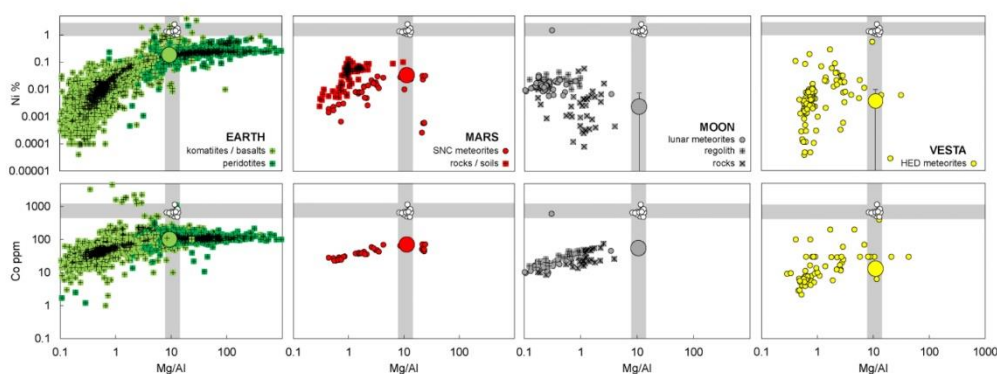 1
0.1
0.01
0.001
0.0001
0.00001
Ni %
EARTH
komatiites / basalts
peridotites
MARS
SNC meteorites
rocks / soils
MOON
lunar meteorites
regolith
rocks
VESTA
HED meteorites
1000
100
10
1
0.1
Co ppm
0.1 1 10 100
Mg/Al
0.1 1 10 100
Mg/Al
0.1 1 10 100
Mg/Al
0.1 1 10 100
Mg/Al